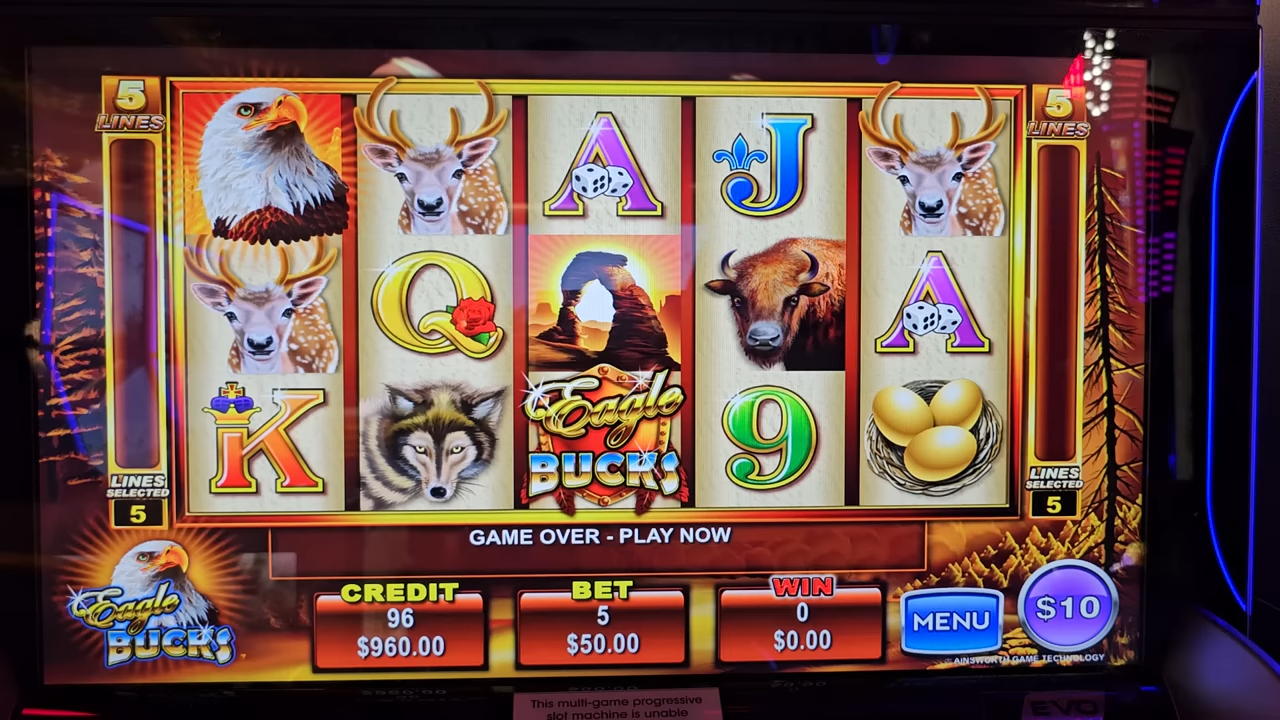 5
LINES
5
LINES
A
J
Q
A
K
Eagle
BUCKS
9
LINES
SELECTED
5
LINES
SELECTED
5
GAME OVER - PLAY NOW
Eagle
BUCKS
CREDIT
96
$960.00
BET
5
$50.00
WIN
0
$0.00
MENU
$10
AINSWORTH GAME TECHNOLOGY
This multi-game progressive
slot machine is unable
EVO